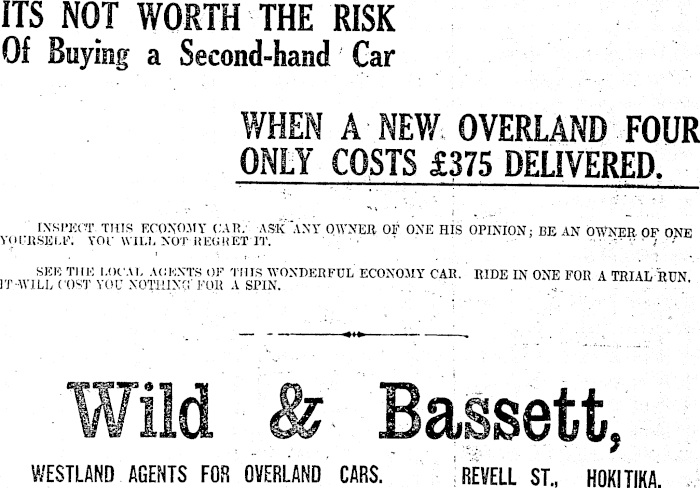 ITS NOT WORTH THE RISK
Of Buying a Second-hand Car
WHEN A NEW OVERLAND FOUR
ONLY COSTS £375 DELIVERED.
INSPECT THIS ECONOMY CAR. ASK ANY OWNER OF ONE HIS OPINION; BE AN OWNER OF ONE
YOURSELF. YOU WILL NOT REGRET IT.
SEE THE LOCAL AGENTS OF THIS WONDERFUL ECONOMY CAR. RIDE IN ONE FOR A TRIAL RUN.
IT WILL COST YOU NOTHING FOR A SPIN.
Wild & Bassett,
WESTLAND AGENTS FOR OVERLAND CARS. REVELL ST., HOKITIKA.